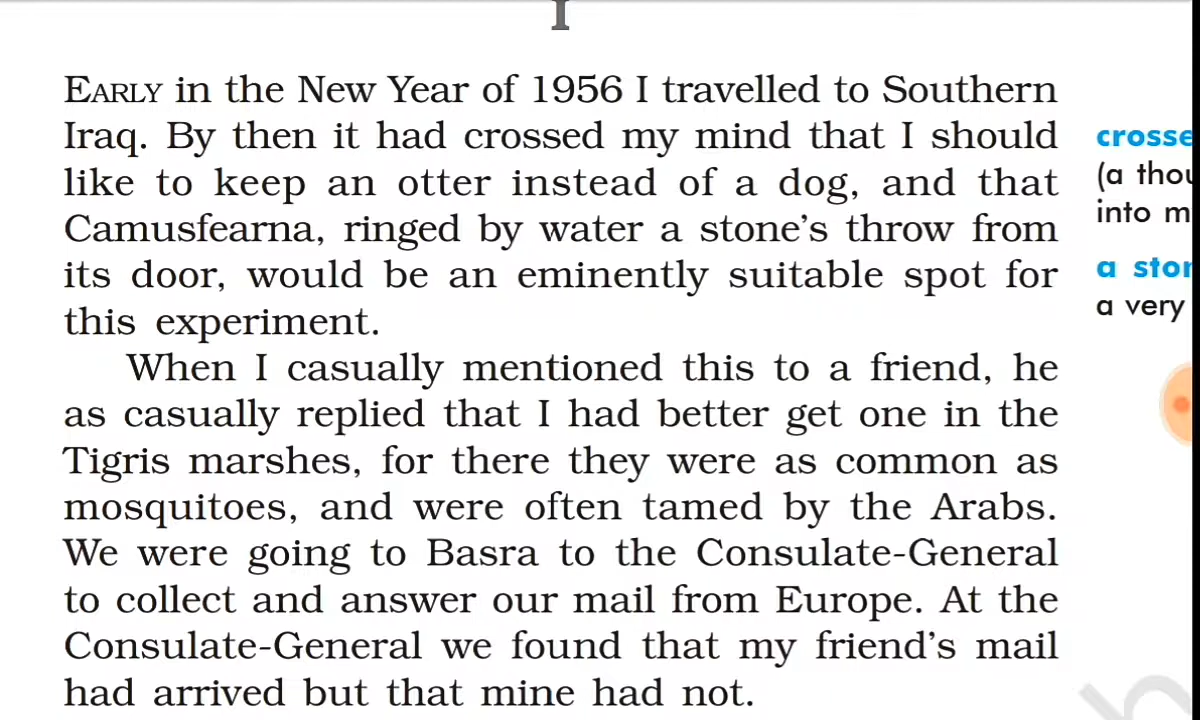 I
EARLY in the New Year of 1956 I travelled to Southern
Iraq. By then it had crossed my mind that I should
like to keep an otter instead of a dog, and that
Camusfearna, ringed by water a stone's throw from
its door, would be an eminently suitable spot for
this experiment.
When I casually mentioned this to a friend, he
as casually replied that I had better get one in the
Tigris marshes, for there they were as common as
mosquitoes, and were often tamed by the Arabs.
We were going to Basra to the Consulate-General
to collect and answer our mail from Europe. At the
Consulate-General we found that my friend's mail
had arrived but that mine had not.
(a
into
a
a very